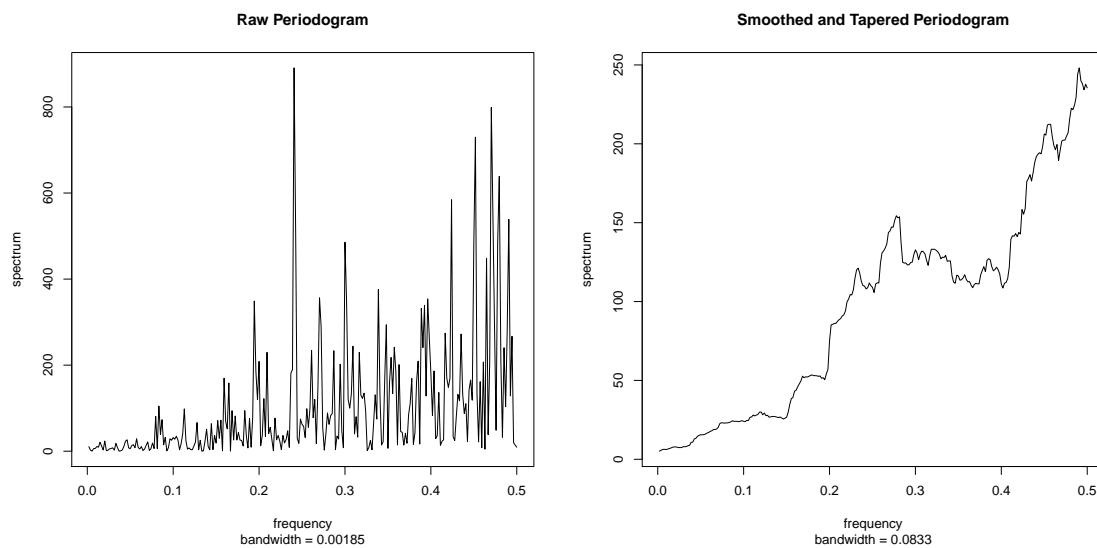 Raw Periodogram
spectrum
0
200
400
600
800
0.0 0.1 0.2 0.3 0.4 0.5
frequency
bandwidth = 0.00185
Smoothed and Tapered Periodogram
spectrum
0
50
100
150
200
250
0.0 0.1 0.2 0.3 0.4 0.5
frequency
bandwidth = 0.0833